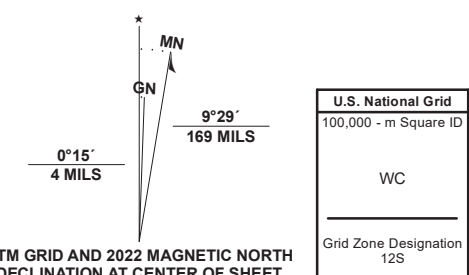 ★
MN
GN
9°29´
169 MILS
0°15´
4 MILS
TM GRID AND 2022 MAGNETIC NORTH
DECLINATION AT CENTER OF SHEET
U.S. National Grid
100,000 - m Square ID
WC
Grid Zone Designation
12S